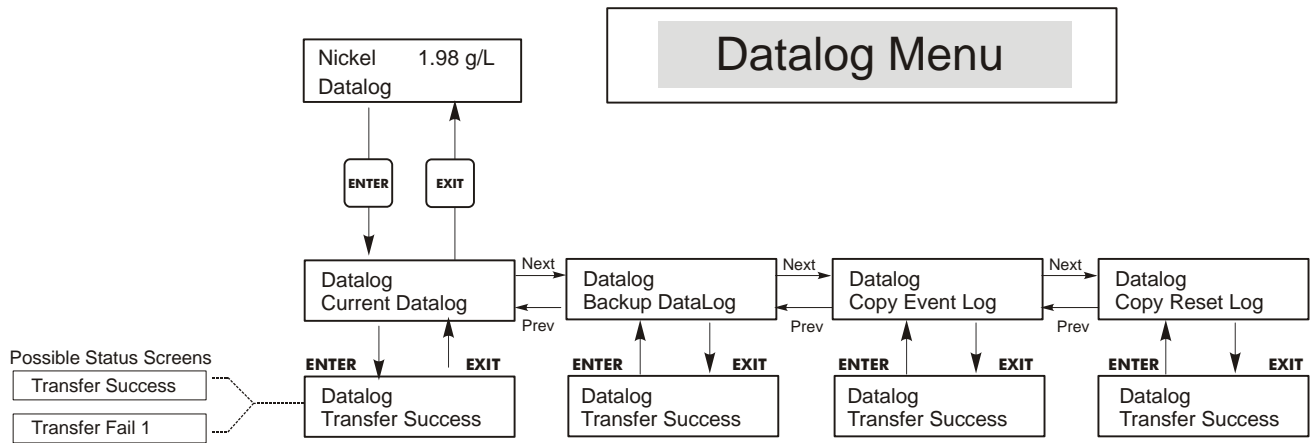 Datalog Menu
Nickel 1.98 g/L
Datalog
ENTER
EXIT
Datalog
Current Datalog
Next
Prev
Datalog
Backup DataLog
Next
Prev
Datalog
Copy Event Log
Next
Prev
Datalog
Copy Reset Log
Possible Status Screens
Transfer Success
Transfer Fail 1
ENTER
EXIT
Datalog
Transfer Success
ENTER
EXIT
Datalog
Transfer Success
ENTER
EXIT
Datalog
Transfer Success
ENTER
EXIT
Datalog
Transfer Success